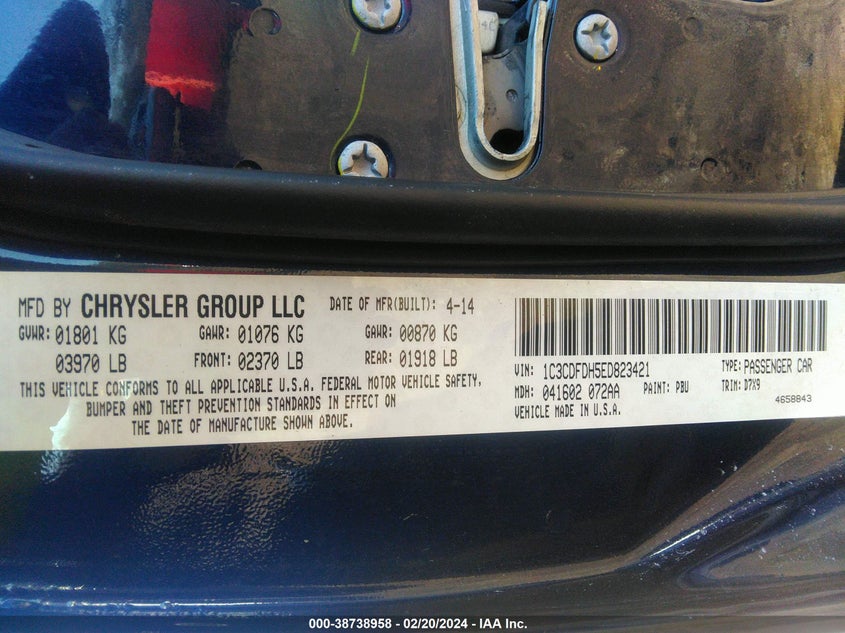 MFD BY CHRYSLER GROUP LLC DATE OF MFR(BUILT): 4-14
GVWR: 01801 KG GAWR: 01076 KG GAWR: 00870 KG
03970 LB FRONT: 02370 LB REAR: 01918 LB
THIS VEHICLE CONFORMS TO ALL APPLICABLE U.S.A. FEDERAL MOTOR VEHICLE SAFETY,
BUMPER AND THEFT PREVENTION STANDARDS IN EFFECT ON
THE DATE OF MANUFACTURE SHOWN ABOVE.
VIN: 1C3CDFDH5ED823421 TYPE: PASSENGER CAR
MDH: 041602 072AA PAINT: PBU TRIM: D7X9
VEHICLE MADE IN U.S.A. 4658843
000-38738958 - 02/20/2024 - IAA Inc.